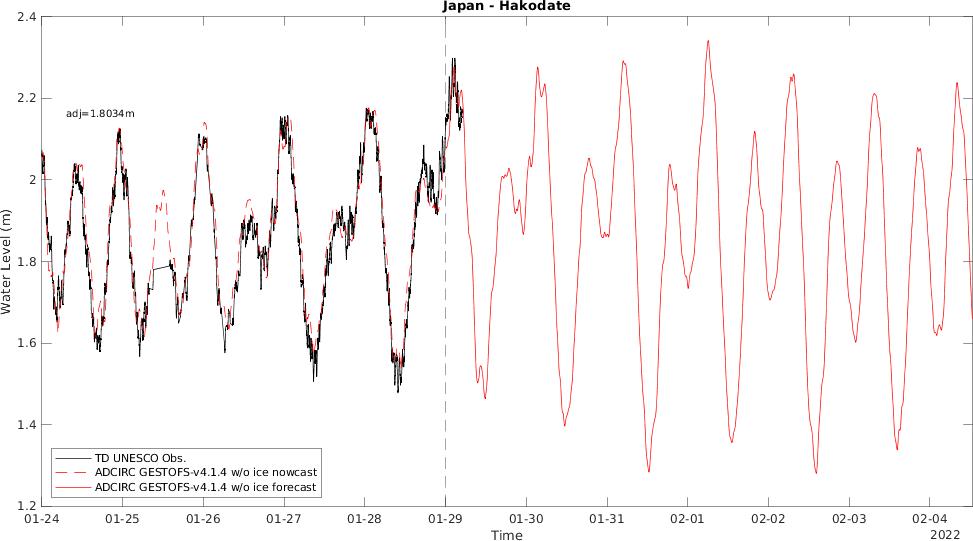 Japan - Hakodate
2.4
2.2
2
1.8
1.6
1.4
1.2
Water Level (m)
adj=1.8034m
TD UNESCO Obs.
ADCIRC GESTOFS-v4.1.4 w/o ice nowcast
ADCIRC GESTOFS-v4.1.4 w/o ice forecast
01-24 01-25 01-26 01-27 01-28 01-29 01-30 01-31 02-01 02-02 02-03 02-04
Time
2022